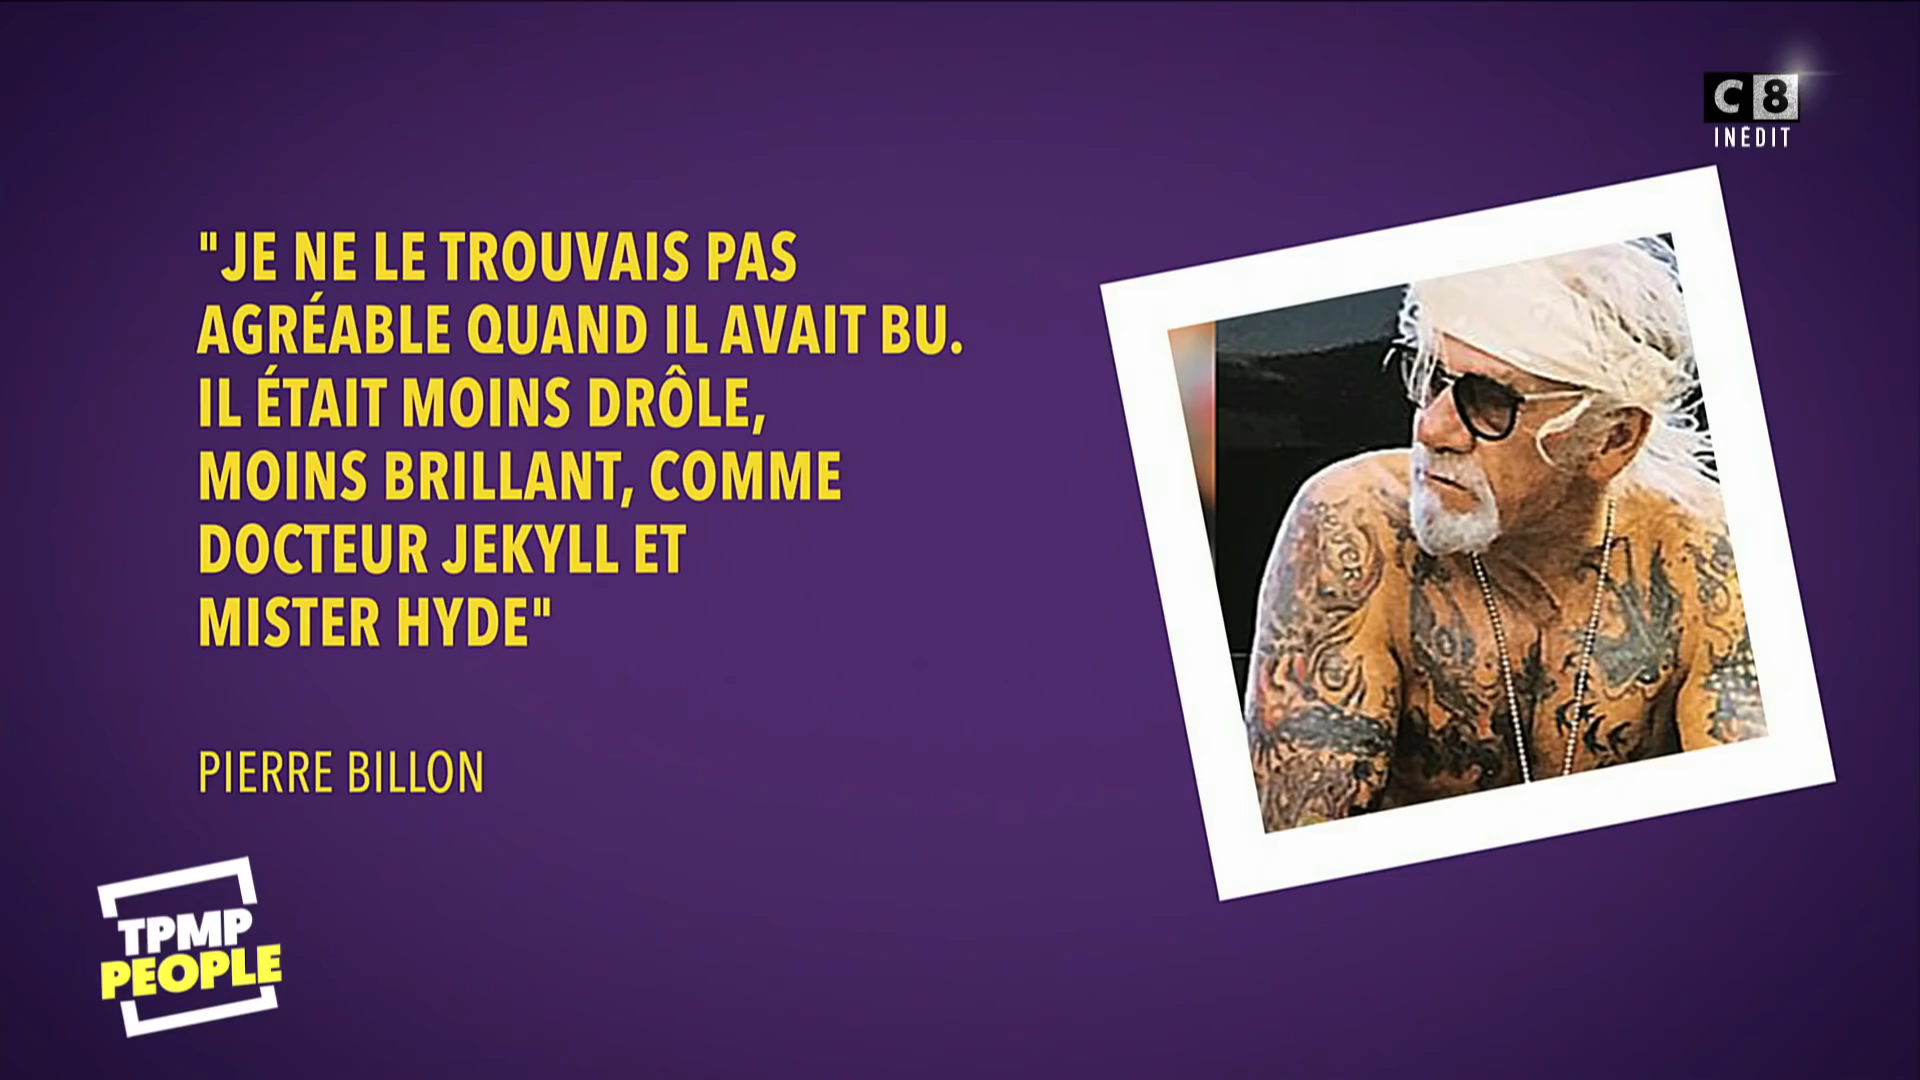 C8
INÉDIT
"JE NE LE TROUVAIS PAS
AGRÉABLE QUAND IL AVAIT BU.
IL ÉTAIT MOINS DRÔLE,
MOINS BRILLANT, COMME
DOCTEUR JEKYLL ET
MISTER HYDE"
PIERRE BILLON
TPMP
PEOPLE